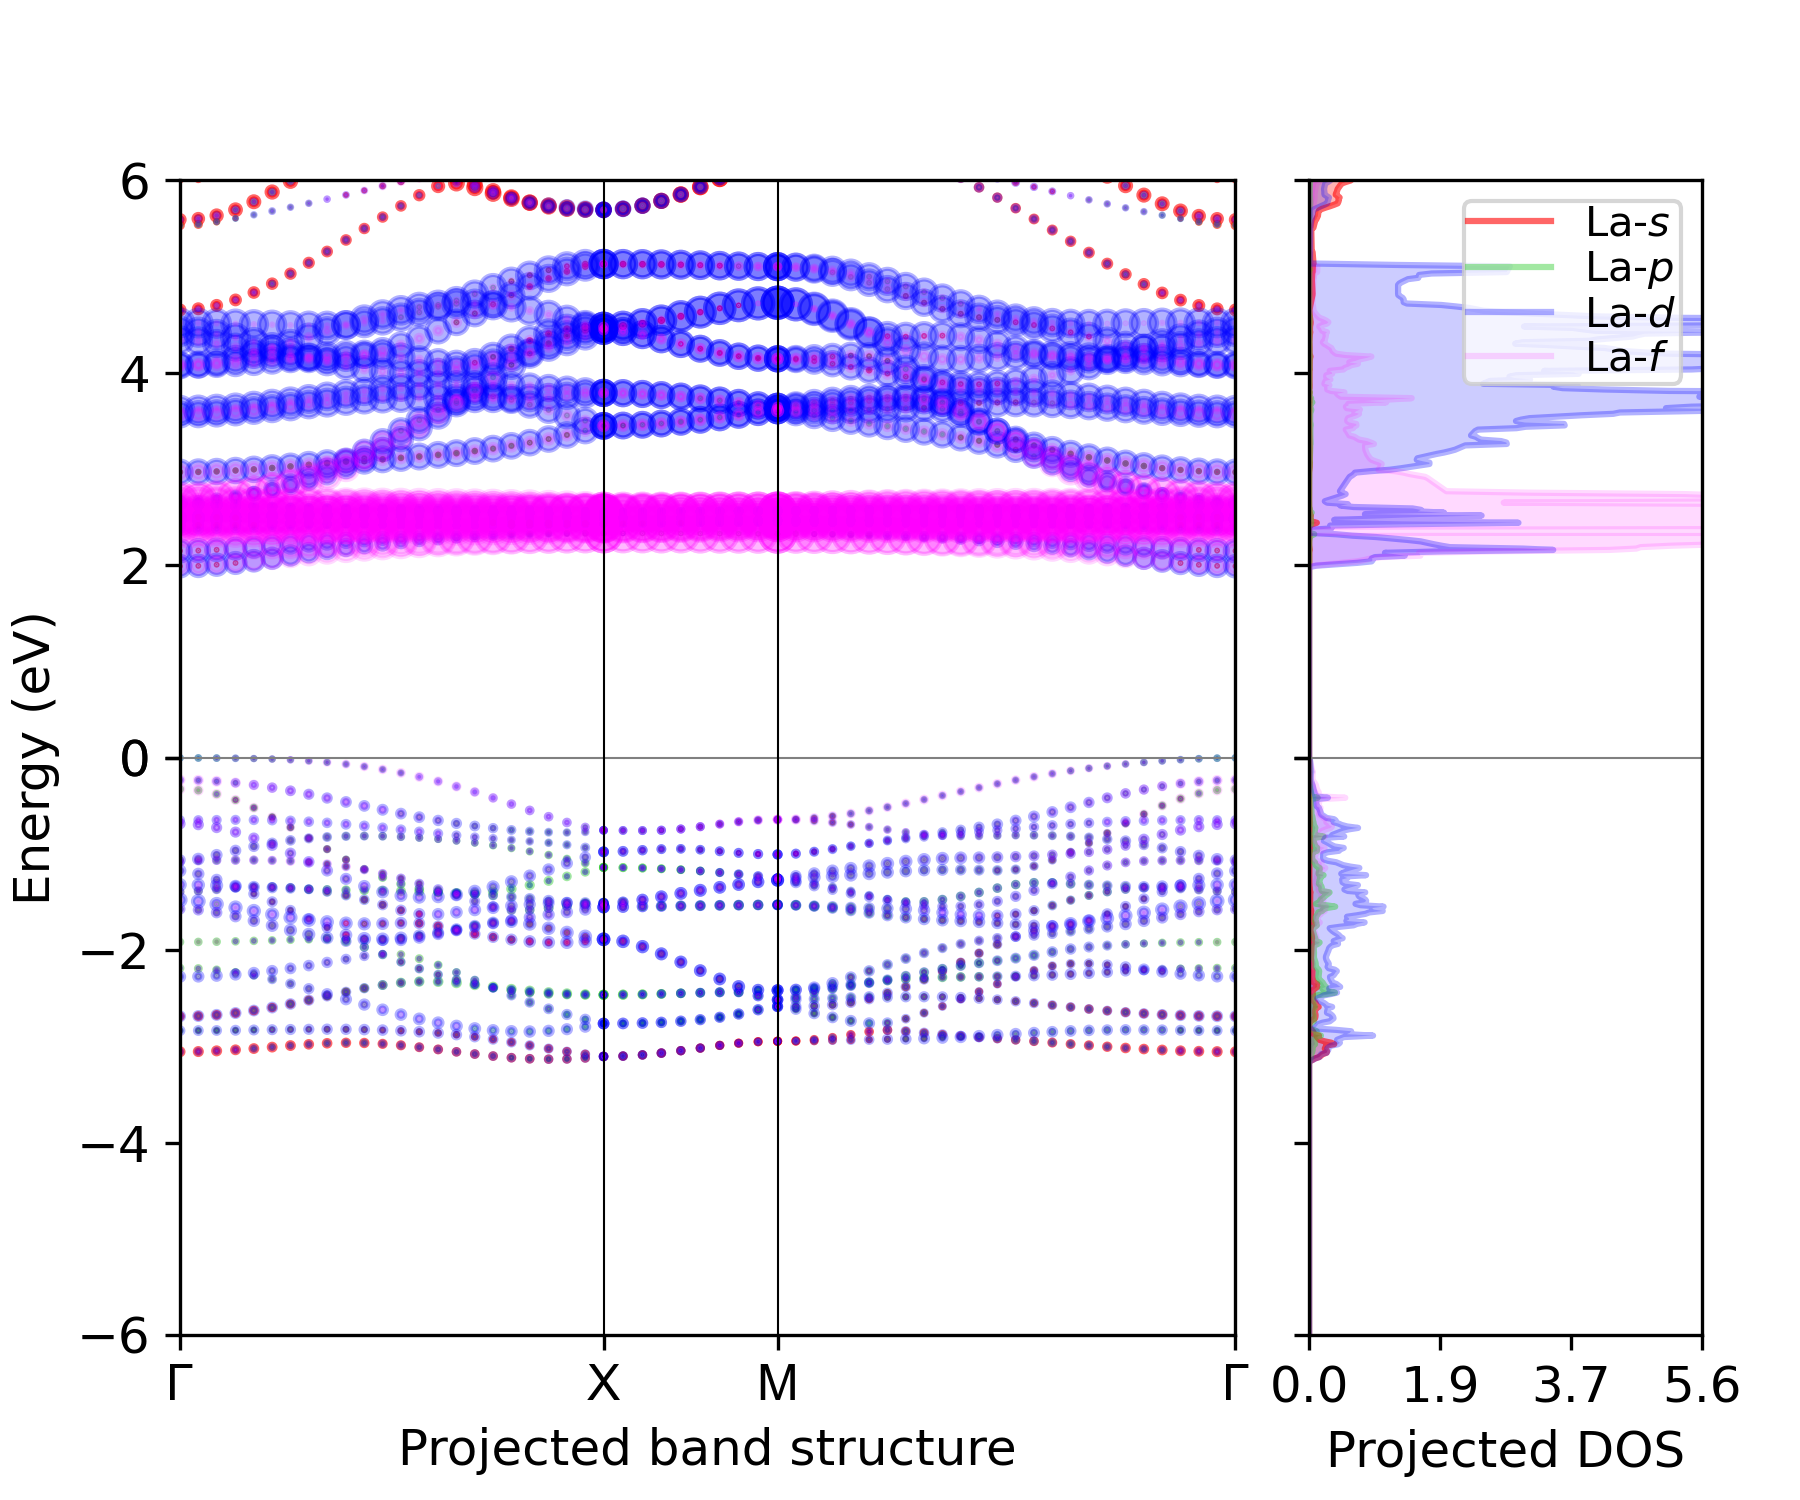 6
4
2
0
−2
−4
−6
Energy (eV)
Γ X M Γ
Projected band structure
La-s
La-p
La-d
La-f
0.0 1.9 3.7 5.6
Projected DOS